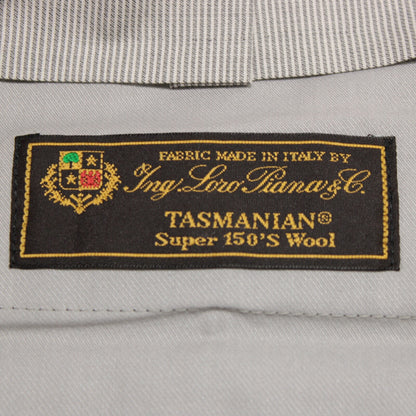 FABRIC MADE IN ITALY BY
Ing. Loro Piana & C.
TASMANIAN®
Super 150'S Wool